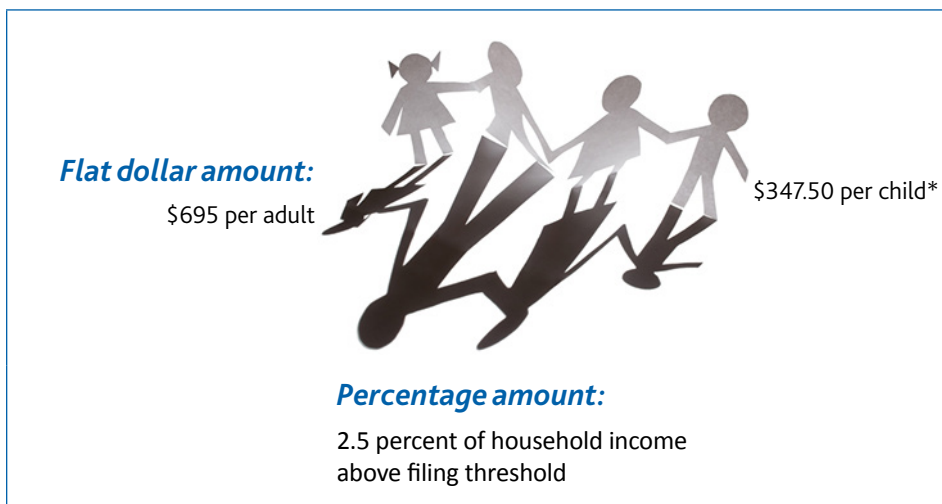 Flat dollar amount:
$695 per adult
$347.50 per child*
Percentage amount:
2.5 percent of household income
above filing threshold